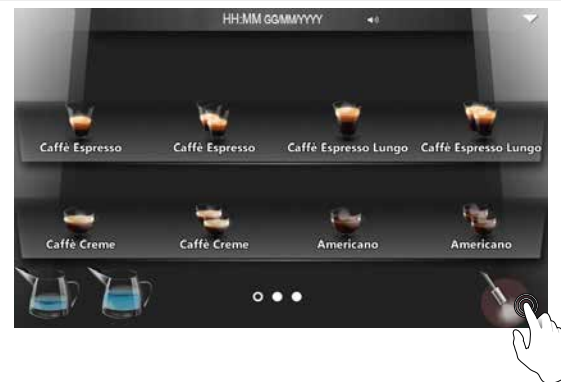 HH:MM GG/MM/YYYY
Caffè Espresso Caffè Espresso Caffè Espresso Lungo Caffè Espresso Lungo
Caffè Creme Caffè Creme Americano Americano